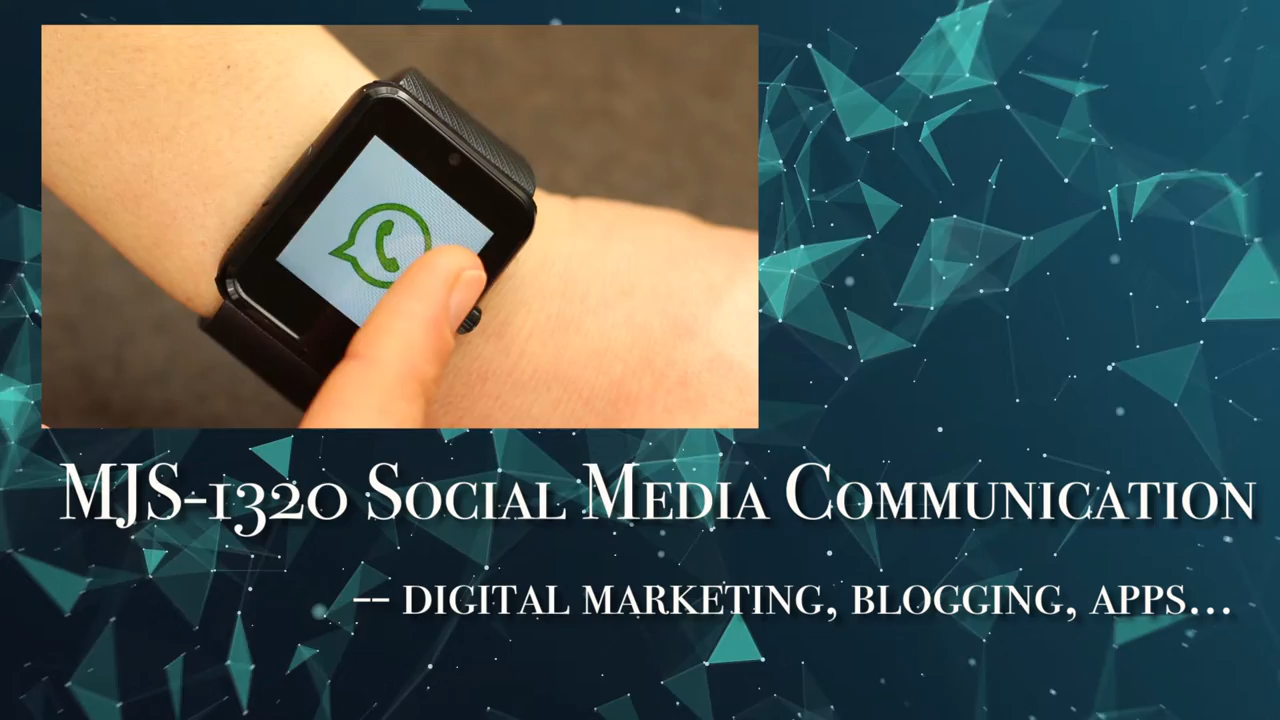 MJS-1320 Social Media Communication
-- digital marketing, blogging, apps...